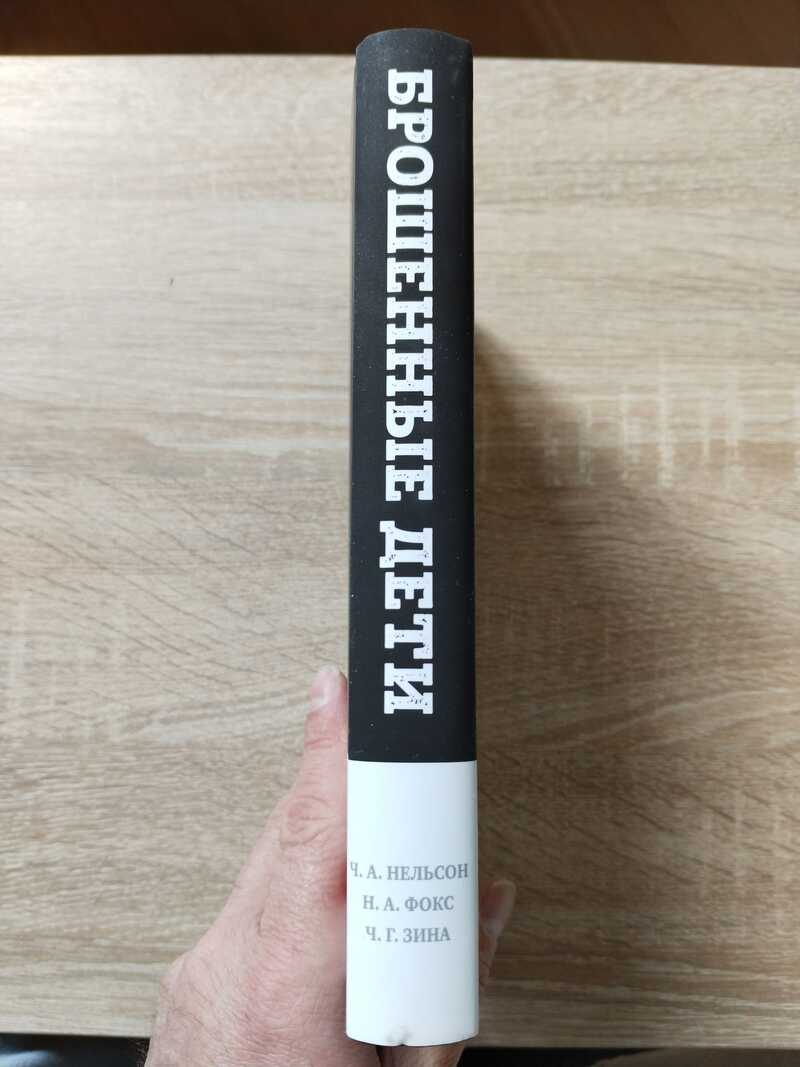 БРОШЕННЫЕ ДЕТИ
Ч. А. НЕЛЬСОН
Н. А. ФОКС
Ч. Г. ЗИНА